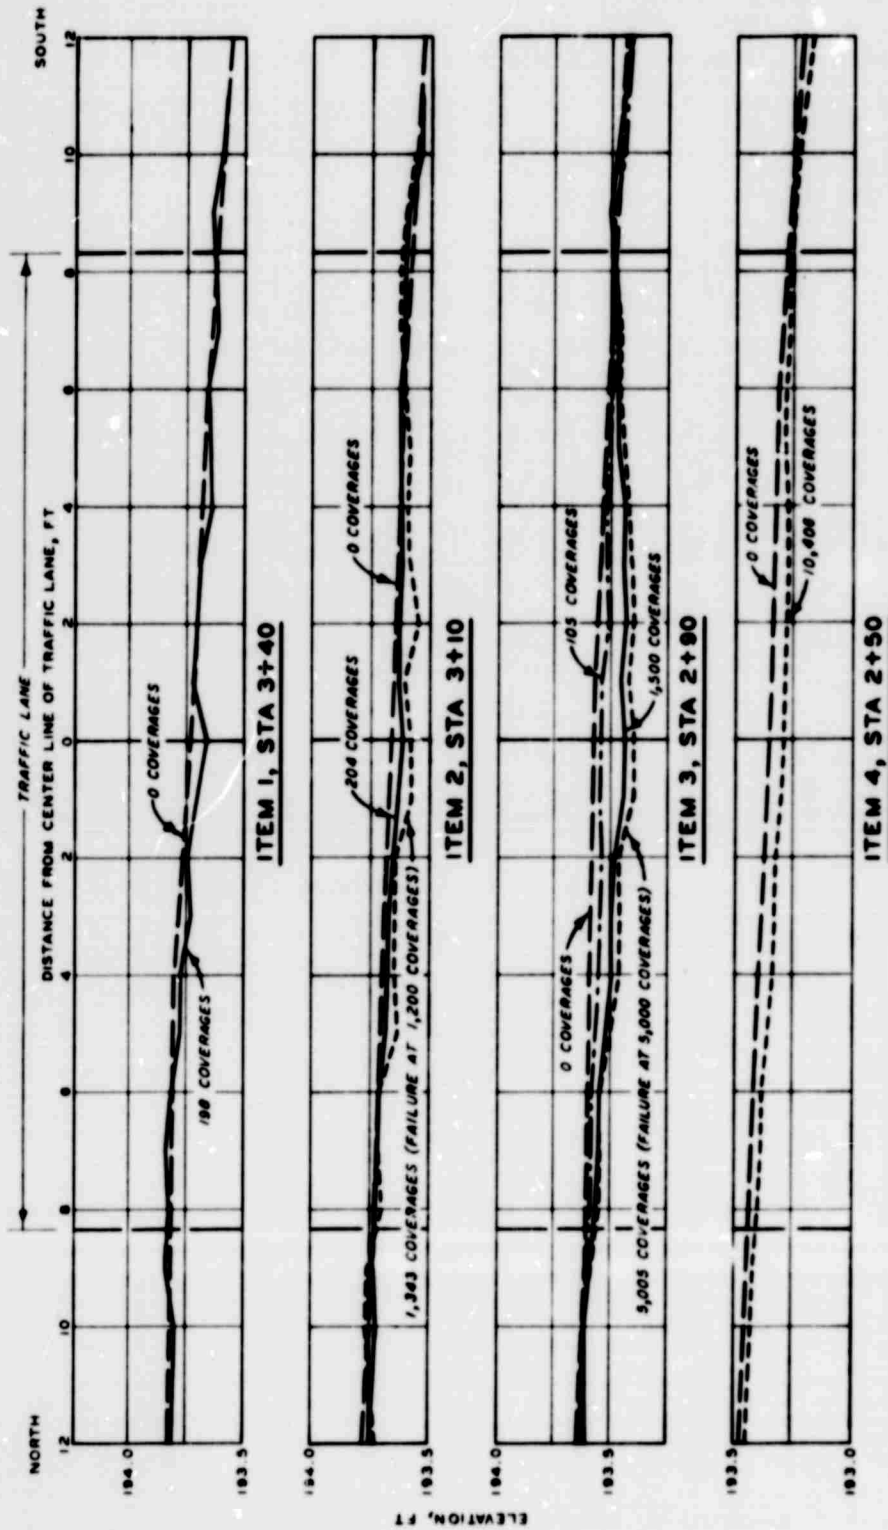 TRAFFIC LANE
DISTANCE FROM CENTER LINE OF TRAFFIC LANE, FT
NORTH
SOUTH
12 10 8 6 4 2 0 2 4 6 8 10 12
ELEVATION, FT
194.0
193.5
198 COVERAGES
0 COVERAGES
ITEM 1, STA 3+40
194.0
193.5
1,343 COVERAGES (FAILURE AT 1,200 COVERAGES)
204 COVERAGES
0 COVERAGES
ITEM 2, STA 3+10
194.0
193.5
0 COVERAGES
5,005 COVERAGES (FAILURE AT 5,000 COVERAGES)
105 COVERAGES
1,500 COVERAGES
ITEM 3, STA 2+90
193.5
193.0
0 COVERAGES
10,406 COVERAGES
ITEM 4, STA 2+50